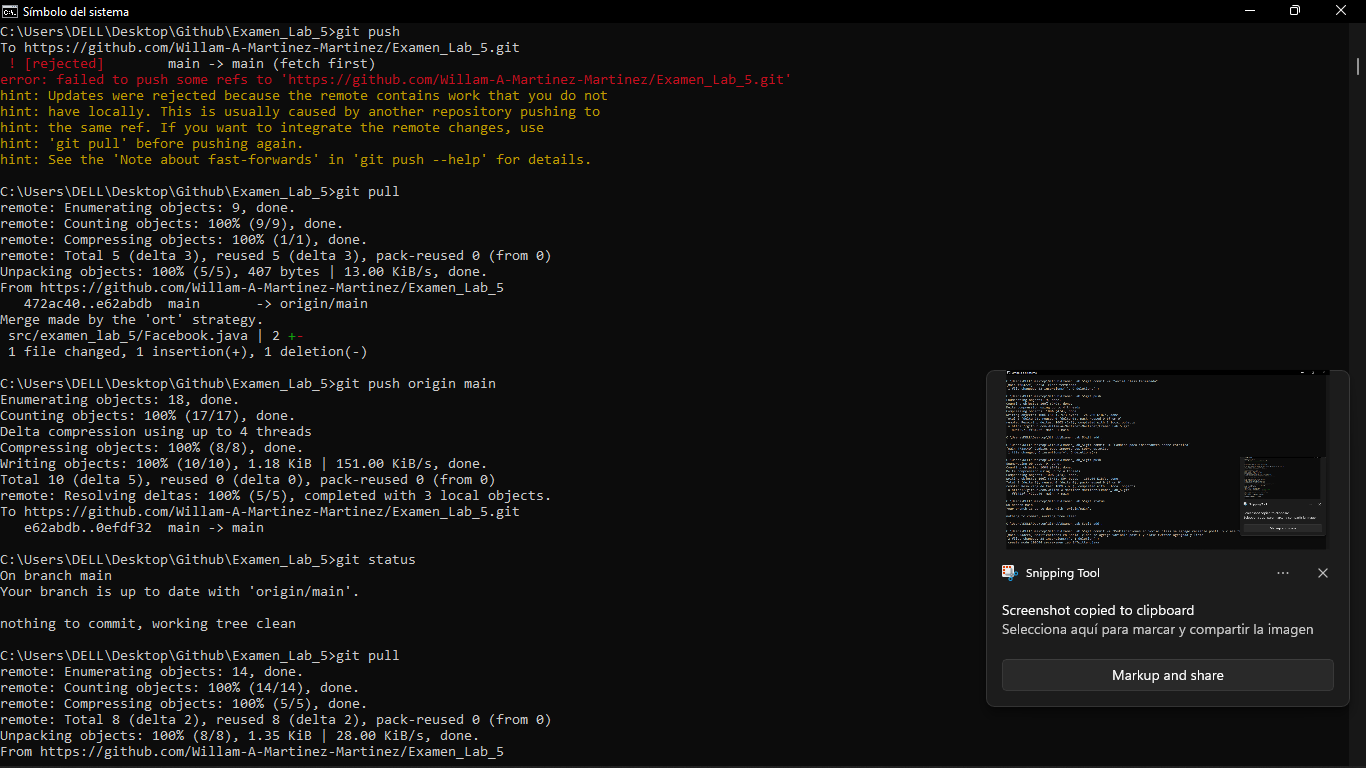 Símbolo del sistema
C:\Users\DELL\Desktop\Github\Examen_Lab_5>git push
To https://github.com/Willam-A-Martinez-Martinez/Examen_Lab_5.git
 ! [rejected]        main -> main (fetch first)
error: failed to push some refs to 'https://github.com/Willam-A-Martinez-Martinez/Examen_Lab_5.git'
hint: Updates were rejected because the remote contains work that you do not
hint: have locally. This is usually caused by another repository pushing to
hint: the same ref. If you want to integrate the remote changes, use
hint: 'git pull' before pushing again.
hint: See the 'Note about fast-forwards' in 'git push --help' for details.
C:\Users\DELL\Desktop\Github\Examen_Lab_5>git pull
remote: Enumerating objects: 9, done.
remote: Counting objects: 100% (9/9), done.
remote: Compressing objects: 100% (1/1), done.
remote: Total 5 (delta 3), reused 5 (delta 3), pack-reused 0 (from 0)
Unpacking objects: 100% (5/5), 407 bytes | 13.00 KiB/s, done.
From https://github.com/Willam-A-Martinez-Martinez/Examen_Lab_5
   472ac40..e62abdb  main       -> origin/main
Merge made by the 'ort' strategy.
 src/examen_lab_5/Facebook.java | 2 +-
 1 file changed, 1 insertion(+), 1 deletion(-)
C:\Users\DELL\Desktop\Github\Examen_Lab_5>git push origin main
Enumerating objects: 18, done.
Counting objects: 100% (17/17), done.
Delta compression using up to 4 threads
Compressing objects: 100% (8/8), done.
Writing objects: 100% (10/10), 1.18 KiB | 151.00 KiB/s, done.
Total 10 (delta 5), reused 0 (delta 0), pack-reused 0 (from 0)
remote: Resolving deltas: 100% (5/5), completed with 3 local objects.
To https://github.com/Willam-A-Martinez-Martinez/Examen_Lab_5.git
   e62abdb..0efdf32  main -> main
C:\Users\DELL\Desktop\Github\Examen_Lab_5>git status
On branch main
Your branch is up to date with 'origin/main'.
nothing to commit, working tree clean
C:\Users\DELL\Desktop\Github\Examen_Lab_5>git pull
remote: Enumerating objects: 14, done.
remote: Counting objects: 100% (14/14), done.
remote: Compressing objects: 100% (5/5), done.
remote: Total 8 (delta 2), reused 8 (delta 2), pack-reused 0 (from 0)
Unpacking objects: 100% (8/8), 1.35 KiB | 28.00 KiB/s, done.
From https://github.com/Willam-A-Martinez-Martinez/Examen_Lab_5
Snipping Tool
Screenshot copied to clipboard
Selecciona aquí para marcar y compartir la imagen
Markup and share